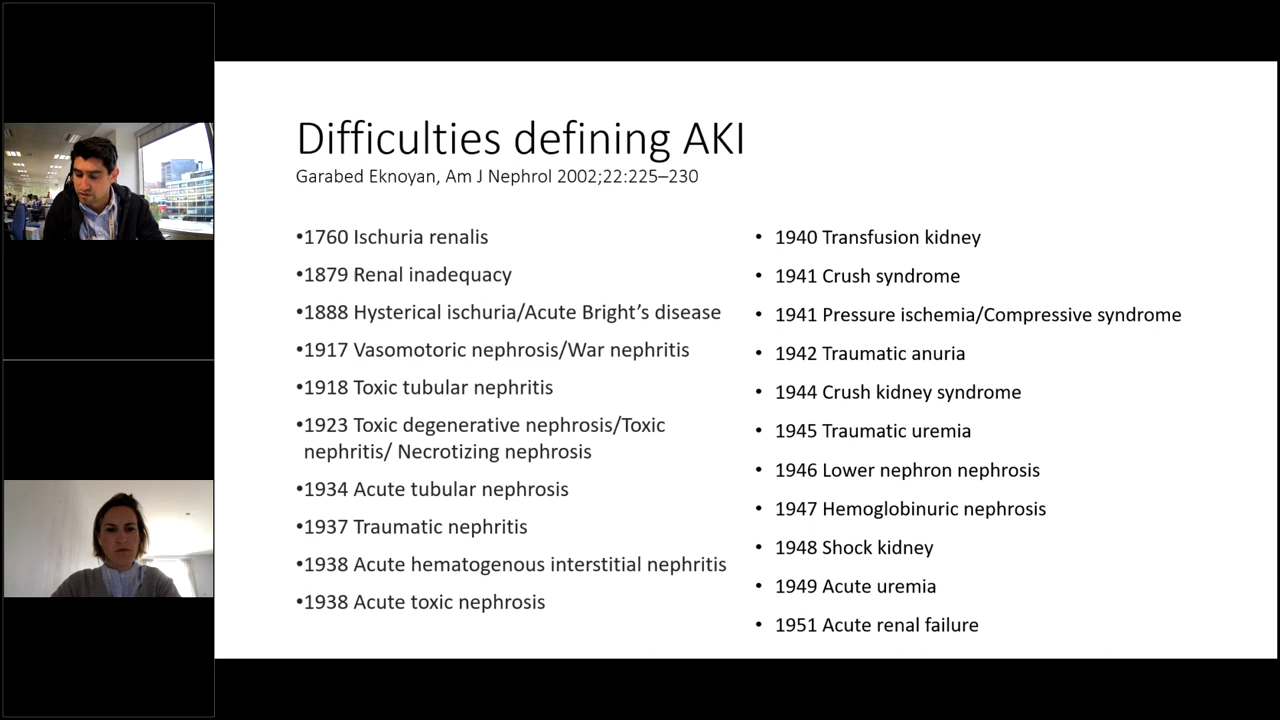 Difficulties defining AKI
Garabed Eknoyan, Am J Nephrol 2002;22:225–230
•1760 Ischuria renalis
•1879 Renal inadequacy
•1888 Hysterical ischuria/Acute Bright’s disease
•1917 Vasomotoric nephrosis/War nephritis
•1918 Toxic tubular nephritis
•1923 Toxic degenerative nephrosis/Toxic
nephritis/ Necrotizing nephrosis
•1934 Acute tubular nephrosis
•1937 Traumatic nephritis
•1938 Acute hematogenous interstitial nephritis
•1938 Acute toxic nephrosis
• 1940 Transfusion kidney
• 1941 Crush syndrome
• 1941 Pressure ischemia/Compressive syndrome
• 1942 Traumatic anuria
• 1944 Crush kidney syndrome
• 1945 Traumatic uremia
• 1946 Lower nephron nephrosis
• 1947 Hemoglobinuric nephrosis
• 1948 Shock kidney
• 1949 Acute uremia
• 1951 Acute renal failure